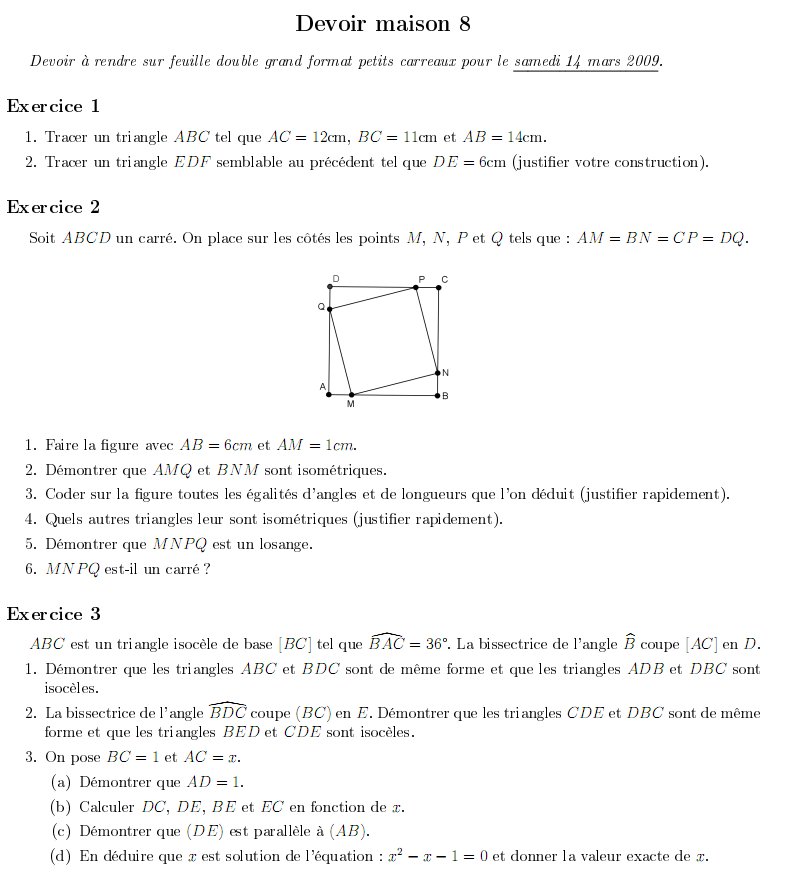 Devoir maison 8
Devoir à rendre sur feuille double grand format petits carreaux pour le samedi 14 mars 2009.
Exercice 1
1. Tracer un triangle ABC tel que AC = 12cm, BC = 11cm et AB = 14cm.
2. Tracer un triangle EDF semblable au précédent tel que DE = 6cm (justifier votre construction).
Exercice 2
Soit ABCD un carré. On place sur les côtés les points M, N, P et Q tels que : AM = BN = CP = DQ.
D P C
Q
N
A
B
M
1. Faire la figure avec AB = 6cm et AM = 1cm.
2. Démontrer que AMQ et BNM sont isométriques.
3. Coder sur la figure toutes les égalités d'angles et de longueurs que l'on déduit (justifier rapidement).
4. Quels autres triangles leur sont isométriques (justifier rapidement).
5. Démontrer que MNPQ est un losange.
6. MNPQ est-il un carré ?
Exercice 3
ABC est un triangle isocèle de base [BC] tel que \widehat{BAC} = 36°. La bissectrice de l'angle \widehat{B} coupe [AC] en D.
1. Démontrer que les triangles ABC et BDC sont de même forme et que les triangles ADB et DBC sont
isocèles.
2. La bissectrice de l'angle \widehat{BDC} coupe (BC) en E. Démontrer que les triangles CDE et DBC sont de même
forme et que les triangles BED et CDE sont isocèles.
3. On pose BC = 1 et AC = x.
(a) Démontrer que AD = 1.
(b) Calculer DC, DE, BE et EC en fonction de x.
(c) Démontrer que (DE) est parallèle à (AB).
(d) En déduire que x est solution de l'équation : x² − x − 1 = 0 et donner la valeur exacte de x.